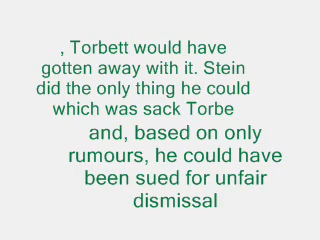 , Torbett would have
gotten away with it. Stein
did the only thing he could
which was sack Torbe
and, based on only
rumours, he could have
been sued for unfair
dismissal